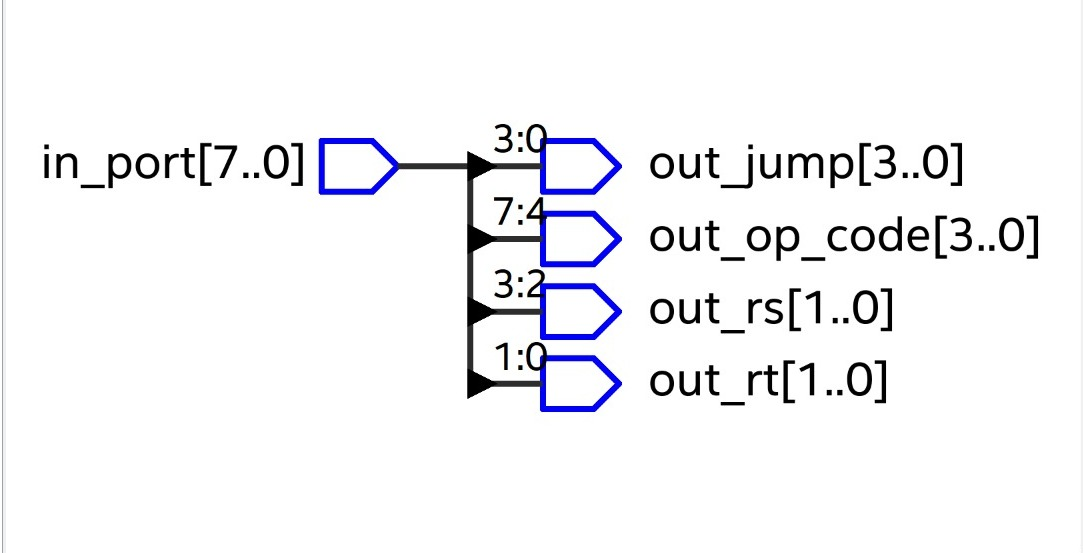 in_port[7..0] 3:0 out_jump[3..0]
7:4 out_op_code[3..0]
3:2 out_rs[1..0]
1:0 out_rt[1..0]